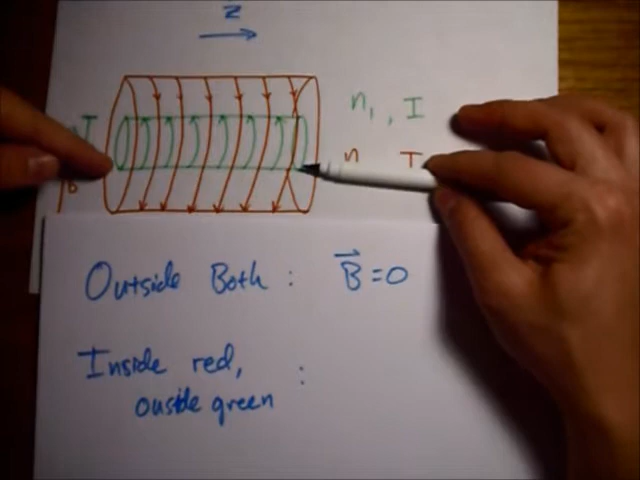 z
I
n₁, I
n I
Outside Both : B⃗ = 0
Inside red, :
ouside green